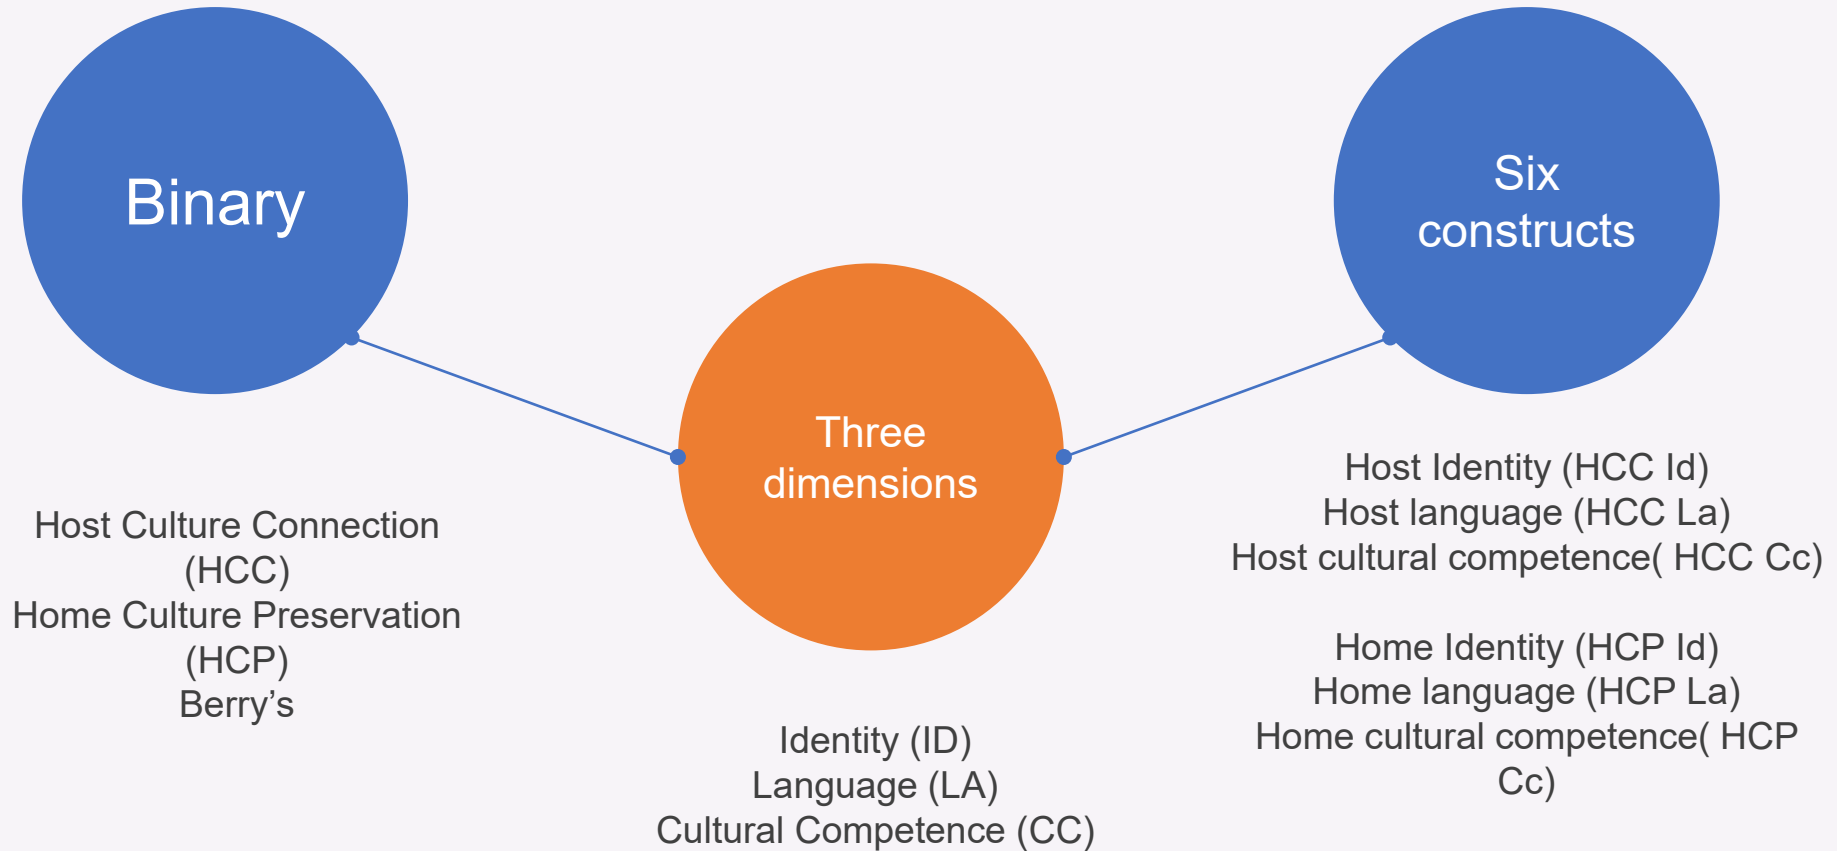 Binary
Host Culture Connection
(HCC)
Home Culture Preservation
(HCP)
Berry’s
Three
dimensions
Identity (ID)
Language (LA)
Cultural Competence (CC)
Six
constructs
Host Identity (HCC Id)
Host language (HCC La)
Host cultural competence( HCC Cc)
Home Identity (HCP Id)
Home language (HCP La)
Home cultural competence( HCP
Cc)